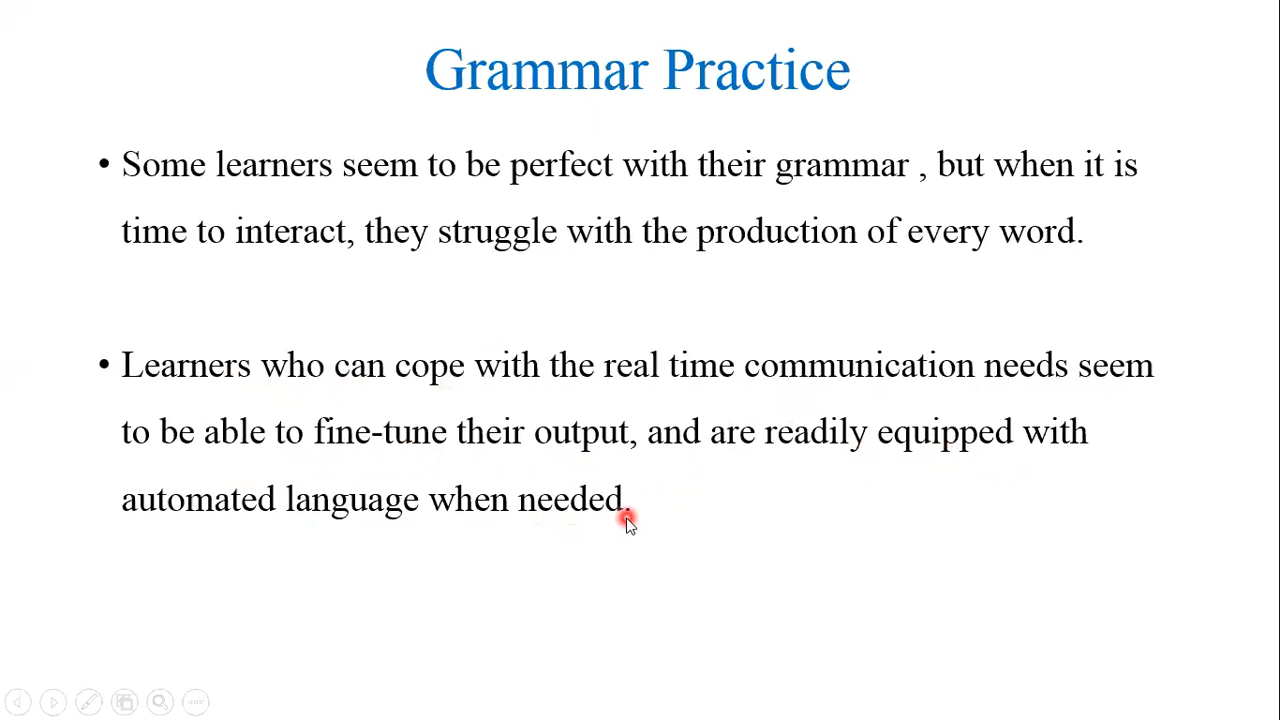 Grammar Practice
• Some learners seem to be perfect with their grammar , but when it is
time to interact, they struggle with the production of every word.
• Learners who can cope with the real time communication needs seem
to be able to fine-tune their output, and are readily equipped with
automated language when needed.